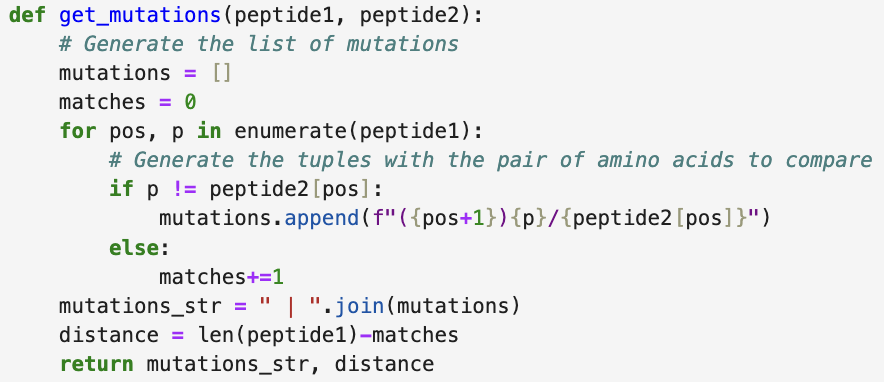 def get_mutations(peptide1, peptide2):
    # Generate the list of mutations
    mutations = []
    matches = 0
    for pos, p in enumerate(peptide1):
        # Generate the tuples with the pair of amino acids to compare
        if p != peptide2[pos]:
            mutations.append(f"({pos+1}){p}/{peptide2[pos]}")
        else:
            matches+=1
    mutations_str = " | ".join(mutations)
    distance = len(peptide1)-matches
    return mutations_str, distance